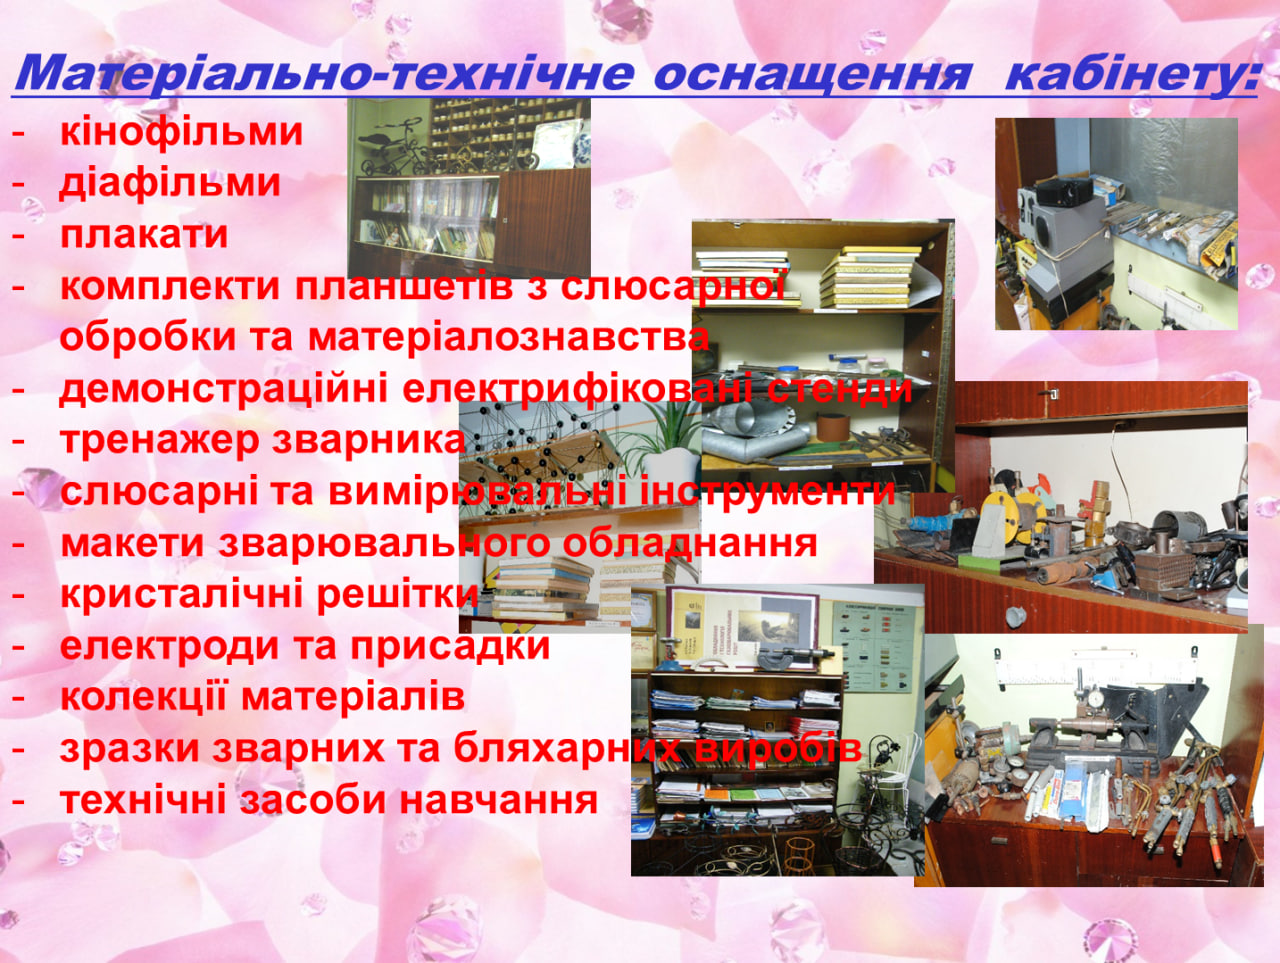 Матеріально-технічне оснащення кабінету:
- кінофільми
- діафільми
- плакати
- комплекти планшетів з слюсарної
обробки та матеріалознавства
- демонстраційні електрифіковані стенди
- тренажер зварника
- слюсарні та вимірювальні інструменти
- макети зварювального обладнання
- кристалічні решітки
- електроди та присадки
- колекції матеріалів
- зразки зварних та бляхарних виробів
- технічні засоби навчання